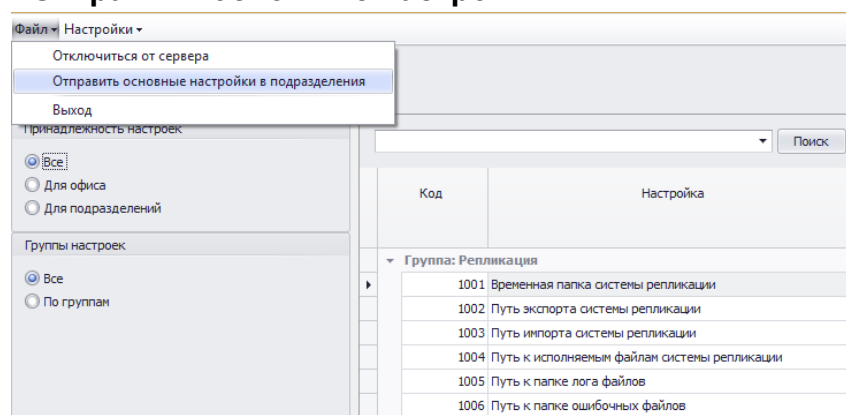 Файл Настройки
Отключиться от сервера
Отправить основные настройки в подразделения
Выход
Принадлежность настроек
Все
Для офиса
Для подразделений
Группы настроек
Все
По группам
Поиск
Код Настройка
Группа: Репликация
1001 Временная папка системы репликации
1002 Путь экспорта системы репликации
1003 Путь импорта системы репликации
1004 Путь к исполняемым файлам системы репликации
1005 Путь к папке лога файлов
1006 Путь к папке ошибочных файлов